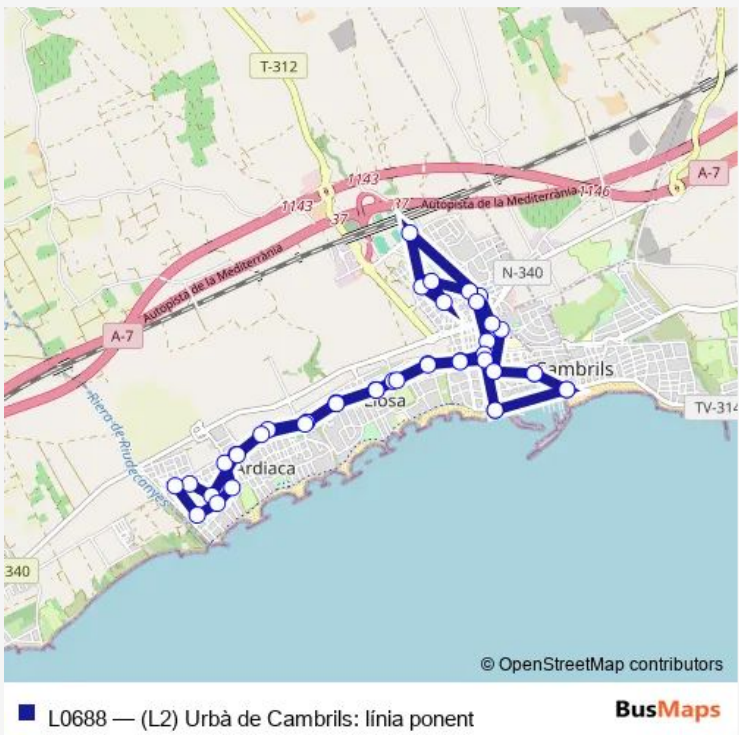 T-312
1143
1143
37
37
Autopista de la Mediterrània
1146
A-7
N-340
Autopista de la Mediterrània
A-7
Cambrils
Llosa
TV-314
Riera de Riudecanyes
Ardiaca
340
© OpenStreetMap contributors
L0688 — (L2) Urbà de Cambrils: línia ponent
BusMaps